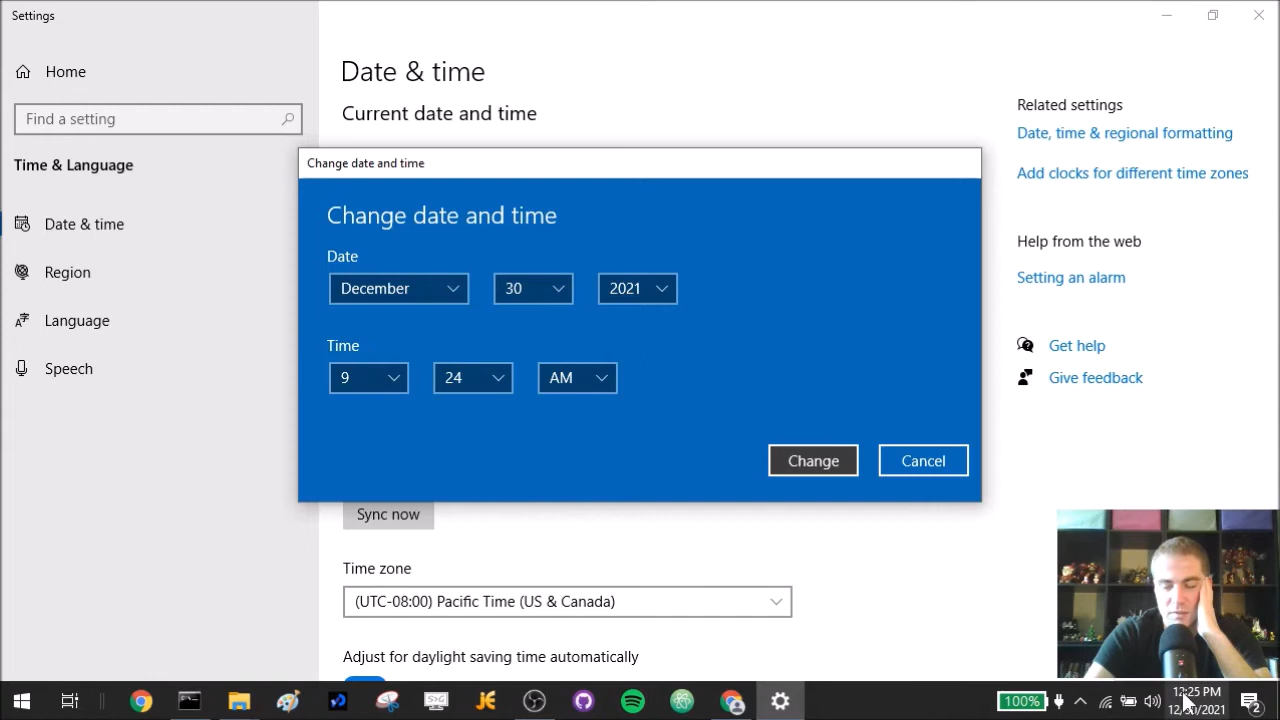 Settings
Home
Find a setting
Time & Language
Date & time
Region
Language
Speech
Date & time
Current date and time
Change date and time
Change date and time
Date
December 30 2021
Time
9 24 AM
Change Cancel
Sync now
Time zone
(UTC-08:00) Pacific Time (US & Canada)
Adjust for daylight saving time automatically
Related settings
Date, time & regional formatting
Add clocks for different time zones
Help from the web
Setting an alarm
Get help
Give feedback
100%
12:25 PM
12/30/2021
2